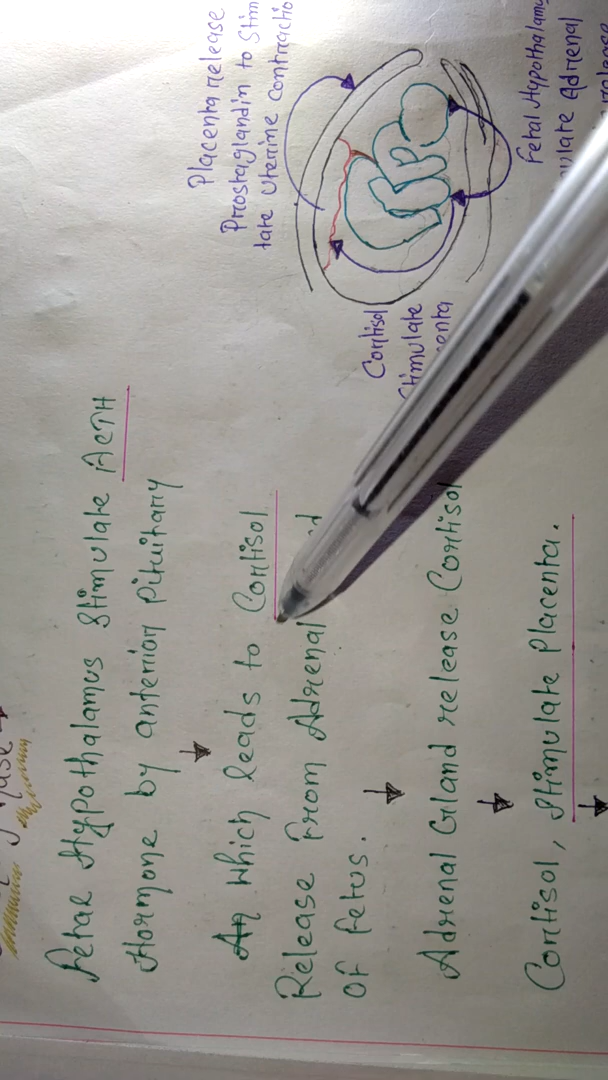 Fetal Hypothalamus Stimulate ACTH
Hormone by anterior Pituitary
Which leads to Cortisol
Release From Adrenal
of fetus.
Adrenal Gland release Cortisol
Cortisol, Stimulate Placenta.
Placenta release
Prostaglandin to Stim
tate Uterine Contractio
Cortisol
Stimulate
Fetal Hypothalamu
Adrenal